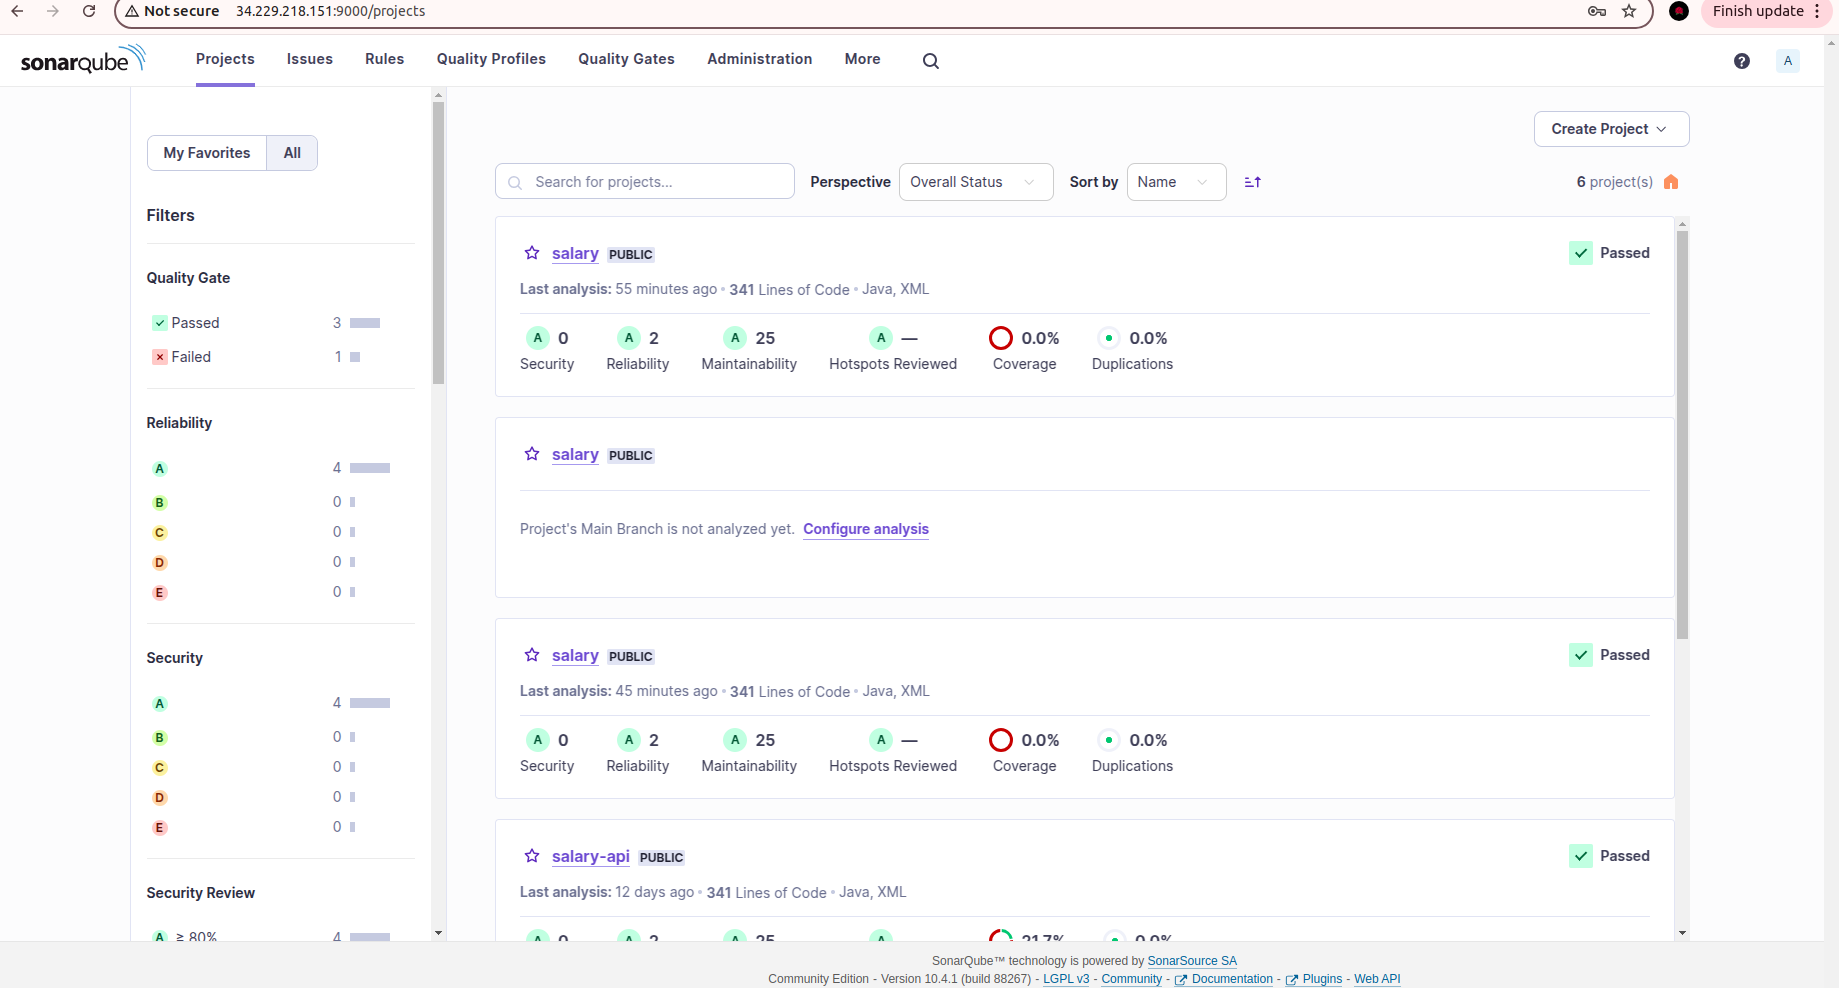 Not secure 34.229.218.151:9000/projects Finish update
sonarqube Projects Issues Rules Quality Profiles Quality Gates Administration More ? A
My Favorites All
Create Project
Search for projects... Perspective Overall Status Sort by Name 6 project(s)
Filters
Quality Gate
Passed 3
Failed 1
Reliability
A 4
B 0
C 0
D 0
E 0
Security
A 4
B 0
C 0
D 0
E 0
Security Review
A ≥ 80% 4
salary PUBLIC Passed
Last analysis: 55 minutes ago • 341 Lines of Code • Java, XML
A 0 A 2 A 25 A — 0.0% 0.0%
Security Reliability Maintainability Hotspots Reviewed Coverage Duplications
salary PUBLIC
Project's Main Branch is not analyzed yet. Configure analysis
salary PUBLIC Passed
Last analysis: 45 minutes ago • 341 Lines of Code • Java, XML
A 0 A 2 A 25 A — 0.0% 0.0%
Security Reliability Maintainability Hotspots Reviewed Coverage Duplications
salary-api PUBLIC Passed
Last analysis: 12 days ago • 341 Lines of Code • Java, XML
A 0 A 2 A 25 A 21.7% 0.0%
SonarQube™ technology is powered by SonarSource SA
Community Edition - Version 10.4.1 (build 88267) - LGPL v3 - Community - Documentation - Plugins - Web API